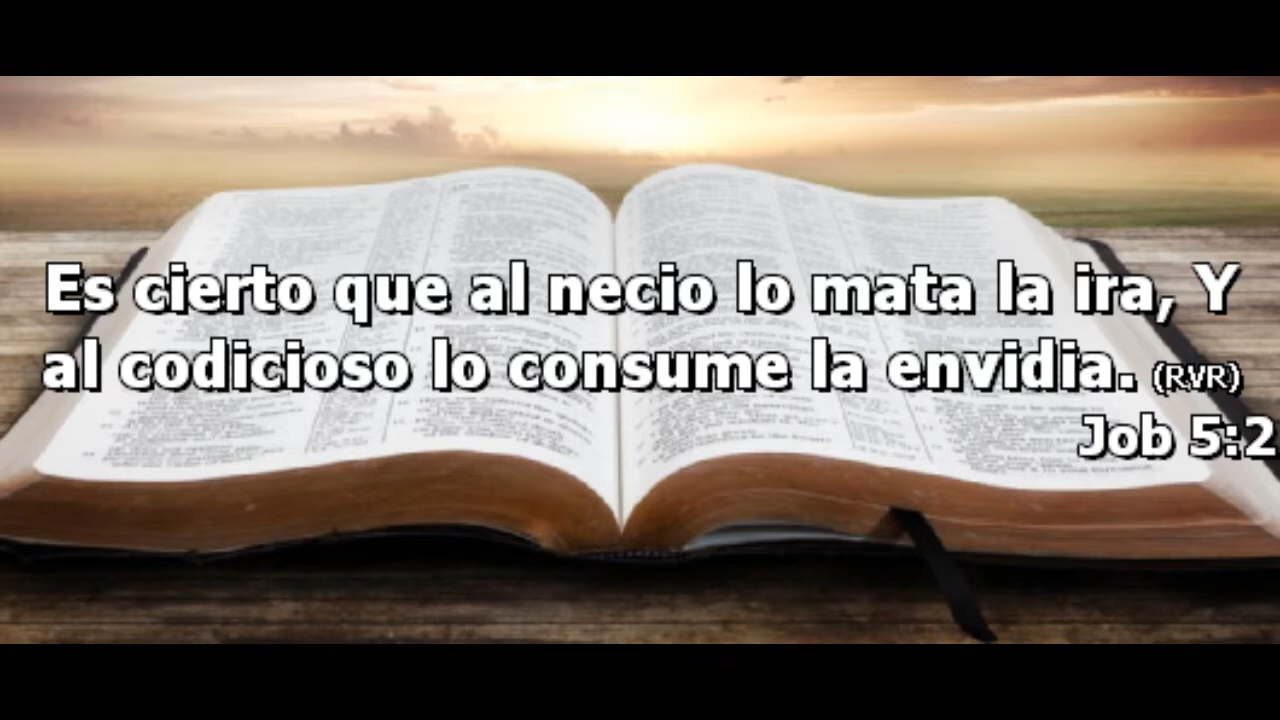 Es cierto que al necio lo mata la ira, Y
al codicioso lo consume la envidia. (RVR)
Job 5:2